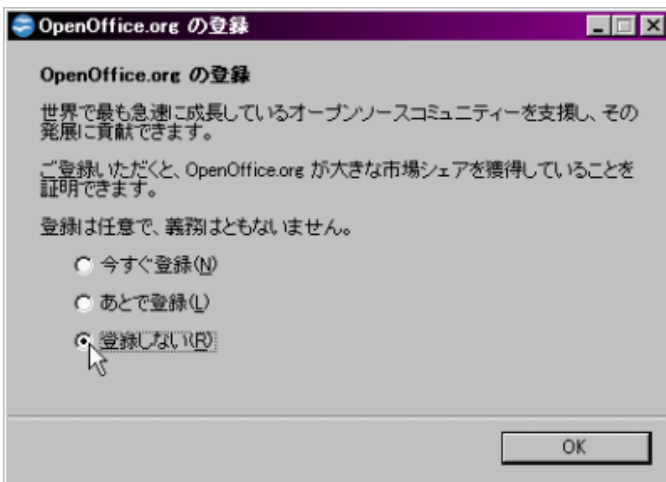 OpenOffice.org の登録
OpenOffice.org の登録
世界で最も急速に成長しているオープンソースコミュニティーを支援し、その
発展に貢献できます。
ご登録いただくと、OpenOffice.org が大きな市場シェアを獲得していることを
証明できます。
登録は任意で、義務はともないません。
今すぐ登録(N)
あとで登録(L)
登録しない(R)
OK